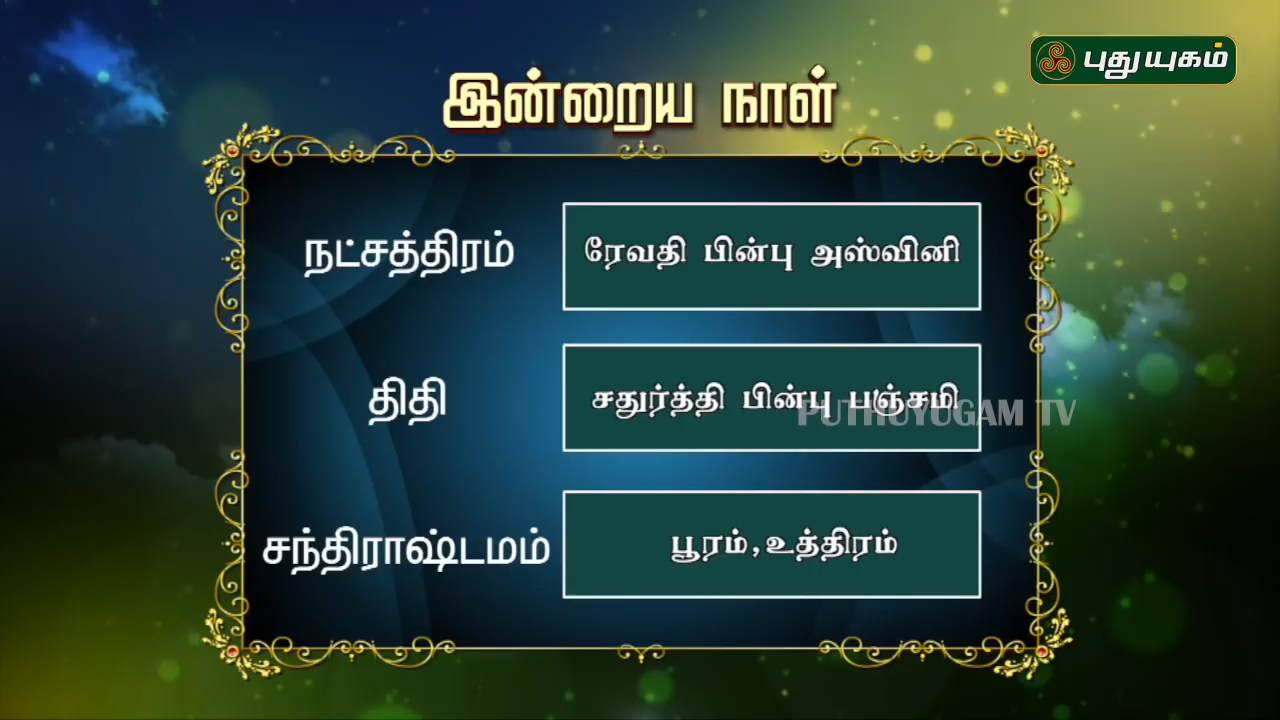 புதுயுகம்
இன்றைய நாள்
நட்சத்திரம் ரேவதி பின்பு அஸ்வினி
திதி சதுர்த்தி பின்பு பஞ்சமி
PUTHUYUGAM TV
சந்திராஷ்டமம் பூரம்,உத்திரம்